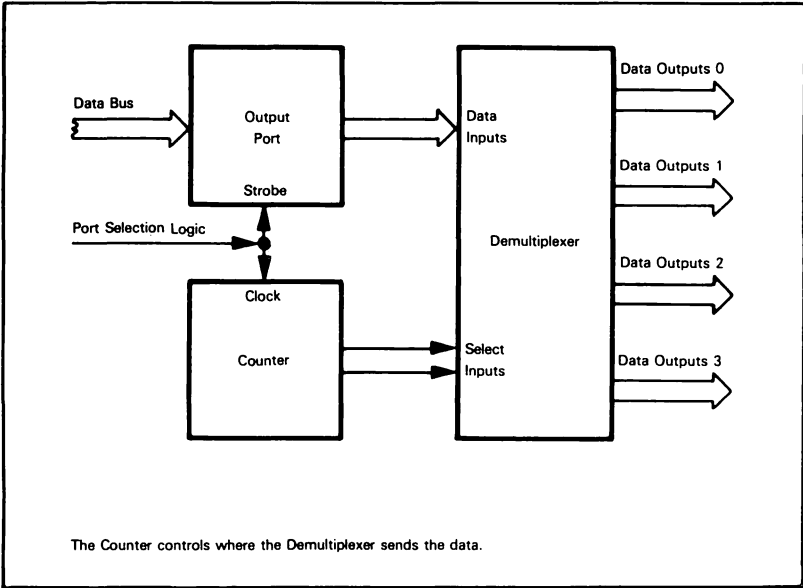 Data Bus
Output
Port
Strobe
Port Selection Logic
Clock
Counter
Data
Inputs
Demultiplexer
Select
Inputs
Data Outputs 0
Data Outputs 1
Data Outputs 2
Data Outputs 3
The Counter controls where the Demultiplexer sends the data.